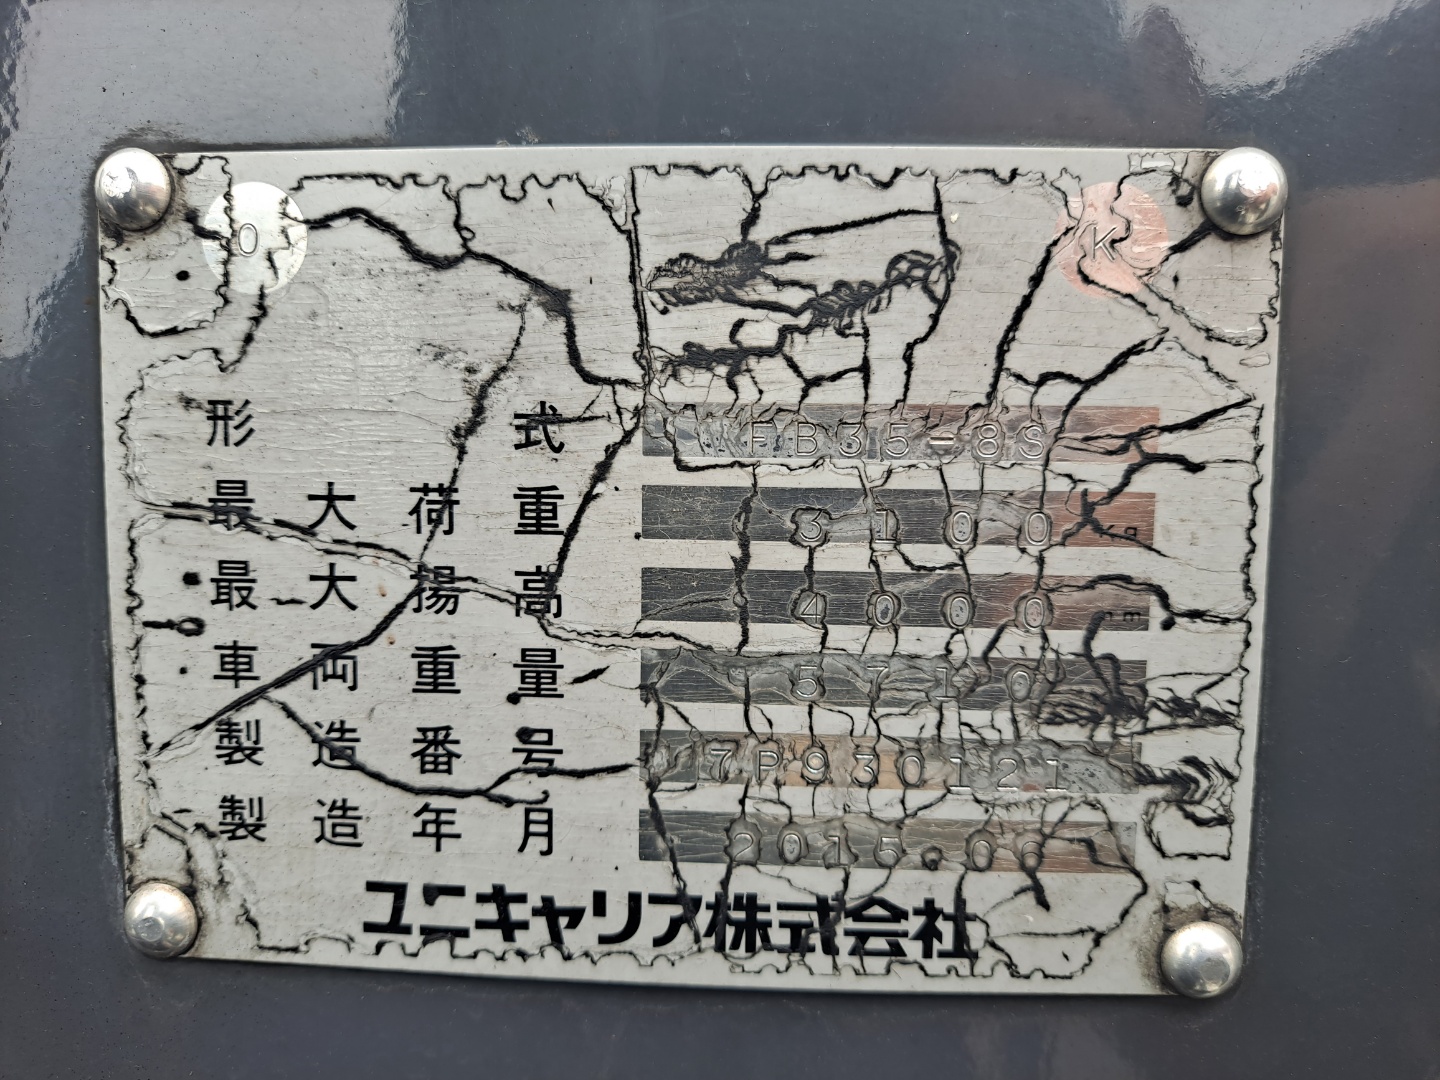 0 K
形式 FB35-8S
最大荷重 3100 kg
最大揚高 4000 mm
車両重量 5710
製造番号 7P930121
製造年月 2015.06
ユニキャリア株式会社